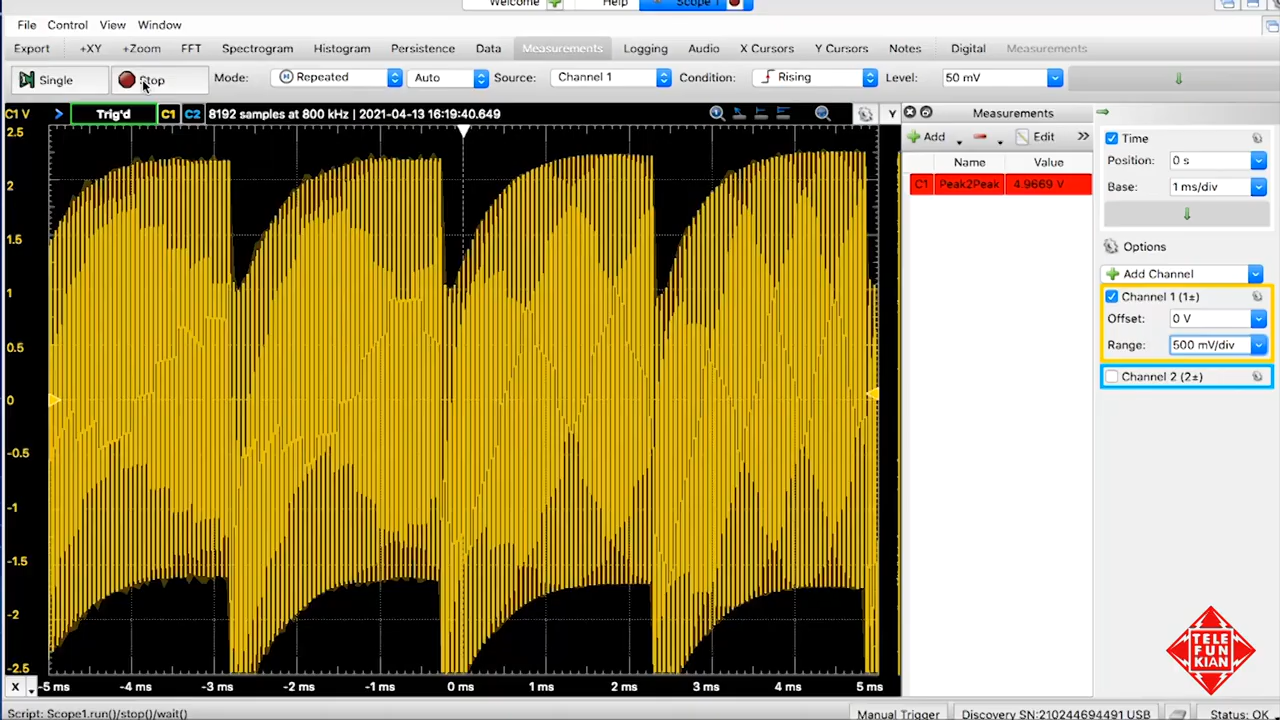 Welcome Help Scope 1
File Control View Window
Export +XY +Zoom FFT Spectrogram Histogram Persistence Data Measurements Logging Audio X Cursors Y Cursors Notes Digital Measurements
Single Stop Mode: Repeated Auto Source: Channel 1 Condition: Rising Level: 50 mV
C1 V Trig'd C1 C2 8192 samples at 800 kHz | 2021-04-13 16:19:40.649 Y
Measurements
Add Edit >>
Name Value
C1 Peak2Peak 4.9669 V
2.5
2
1.5
1
0.5
0
-0.5
-1
-1.5
-2
-2.5
X -5 ms -4 ms -3 ms -2 ms -1 ms 0 ms 1 ms 2 ms 3 ms 4 ms 5 ms
Time
Position: 0 s
Base: 1 ms/div
Options
Add Channel
Channel 1 (1±)
Offset: 0 V
Range: 500 mV/div
Channel 2 (2±)
TELE
FUN
KIAN
Script: Scope1.run()/stop()/wait()
Manual Trigger Discovery SN:210244694491 USB Status: OK